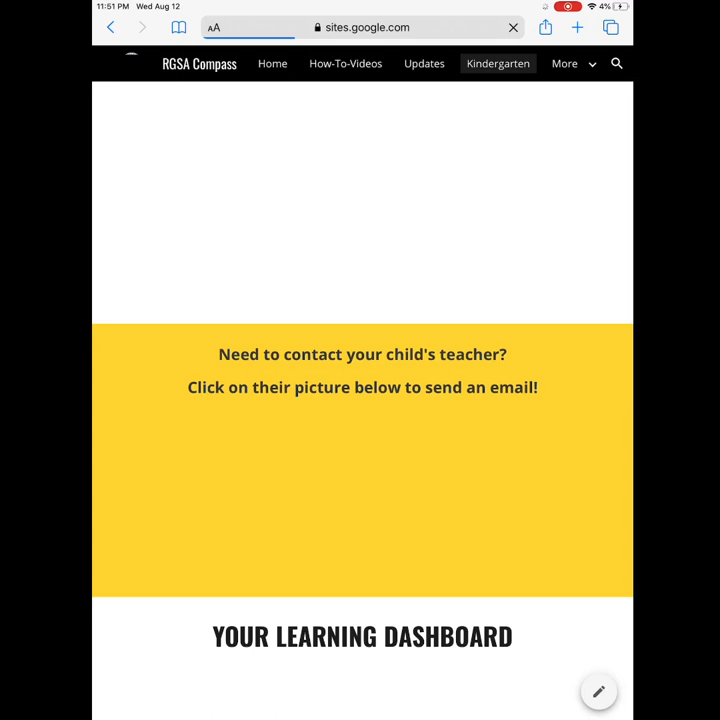 11:51 PM Wed Aug 12 4%
AA sites.google.com
RGSA Compass Home How-To-Videos Updates Kindergarten More
Need to contact your child's teacher?
Click on their picture below to send an email!
YOUR LEARNING DASHBOARD